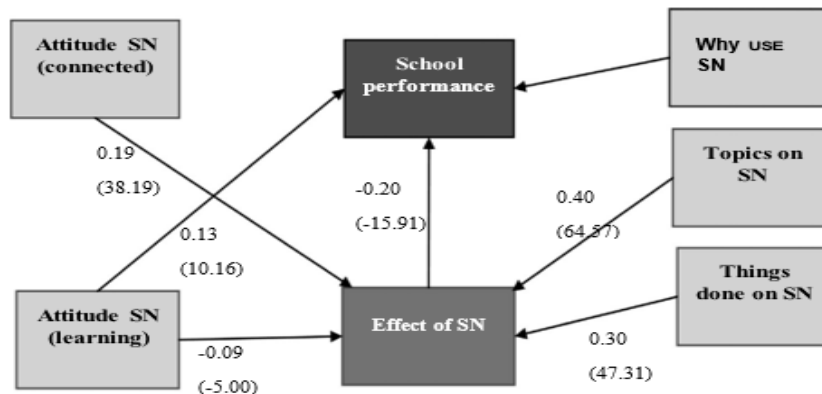 Attitude SN
(connected)
School
performance
Why USE
SN
0.19
(38.19)
-0.20
(-15.91)
0.40
(64.57)
Topics on
SN
0.13
(10.16)
Attitude SN
(learning)
Effect of SN
Things
done on SN
-0.09
(-5.00)
0.30
(47.31)